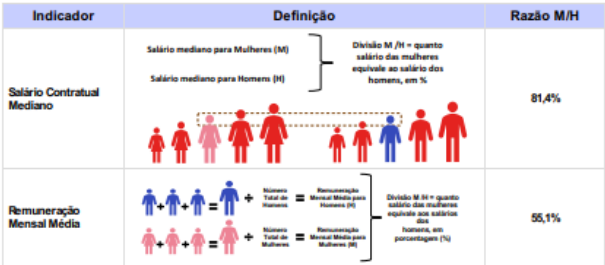 Indicador
Definição
Razão M/H
Salário Contratual
Mediano
Salário mediano para Mulheres (M)
Salário mediano para Homens (H)
Divisão M /H = quanto
salário das mulheres
equivale ao salário dos
homens, em %
81,4%
Remuneração
Mensal Média
+ + =
÷
Número
Total de
Homens
=
Remuneração
Mensal Média para
Homens (H)
+ + =
÷
Número
Total de
Mulheres
=
Remuneração
Mensal Média para
Mulheres (M)
Divisão M /H = quanto
salário das mulheres
equivale aos salários
dos
homens, em
porcentagem (%)
55,1%